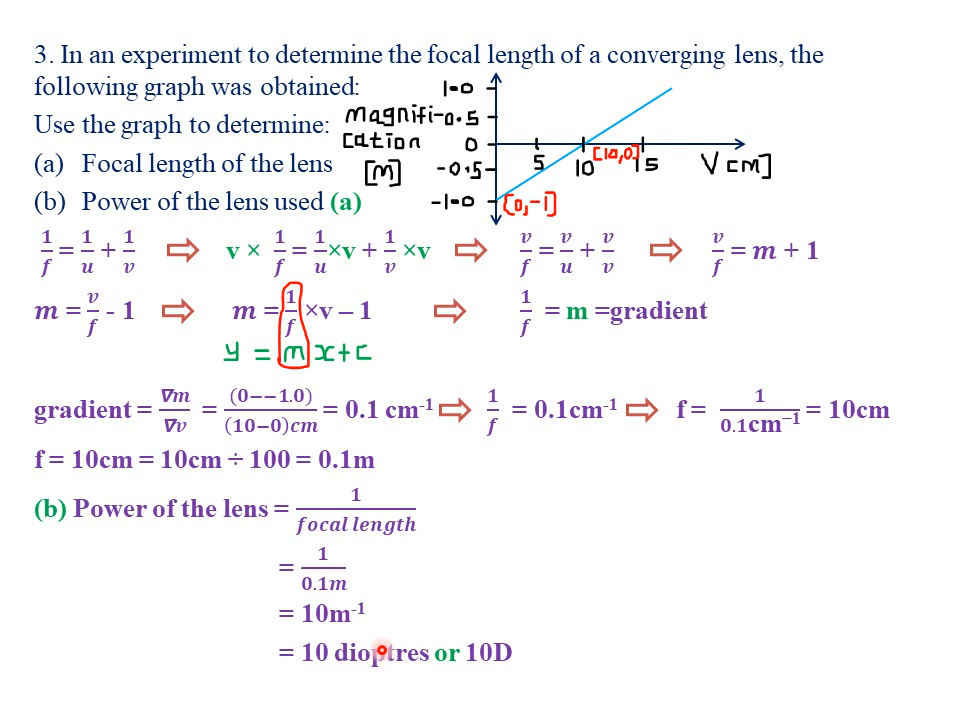 3. In an experiment to determine the focal length of a converging lens, the
following graph was obtained:
Use the graph to determine:
(a) Focal length of the lens
(b) Power of the lens used (a)
Magnification [M]
1.0
0.5
0
-0.5
-1.0
5 10 15 V[cm]
[10,0]
[0,-1]
1/f = 1/u + 1/v ⇨ v × 1/f = 1/u ×v + 1/v ×v ⇨ v/f = v/u + v/v ⇨ v/f = m + 1
m = v/f - 1 ⇨ m = 1/f ×v – 1 ⇨ 1/f = m =gradient
y = m x+c
gradient = ∇m/∇v = (0--1.0)/(10-0)cm = 0.1 cm⁻¹ ⇨ 1/f = 0.1cm⁻¹ ⇨ f = 1/0.1cm⁻¹ = 10cm
f = 10cm = 10cm ÷ 100 = 0.1m
(b) Power of the lens = 1/focal length
= 1/0.1m
= 10m⁻¹
= 10 dioptres or 10D